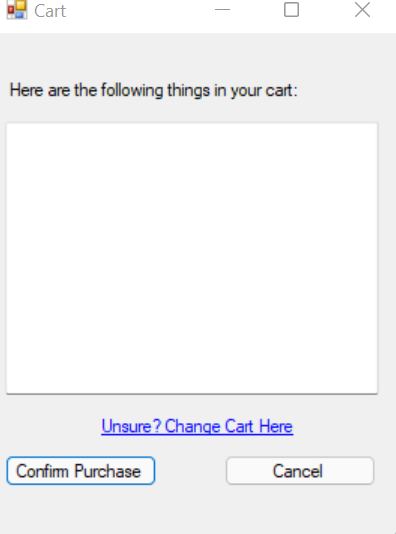 Cart
Here are the following things in your cart:
Unsure? Change Cart Here
Confirm Purchase
Cancel